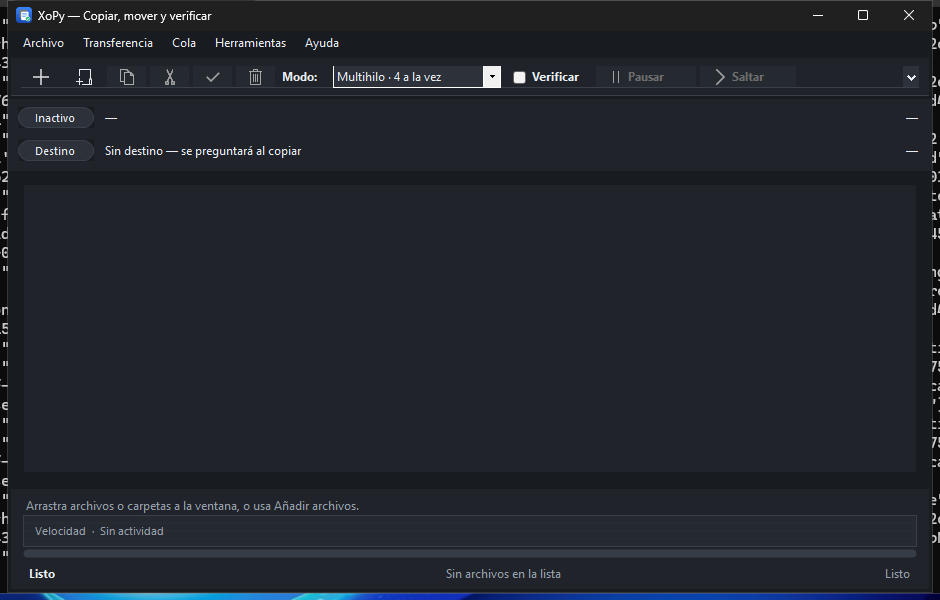 XoPy — Copiar, mover y verificar
Archivo Transferencia Cola Herramientas Ayuda
Modo: Multihilo · 4 a la vez Verificar Pausar Saltar
Inactivo — —
Destino Sin destino — se preguntará al copiar —
Arrastra archivos o carpetas a la ventana, o usa Añadir archivos.
Velocidad · Sin actividad
Listo Sin archivos en la lista Listo